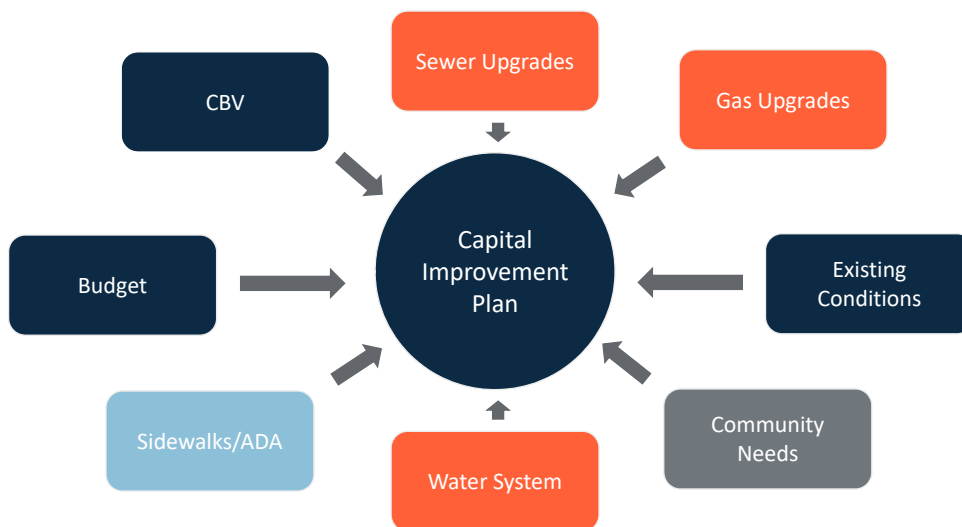 Sewer Upgrades
CBV
Gas Upgrades
Capital
Improvement
Plan
Budget
Existing
Conditions
Sidewalks/ADA
Community
Needs
Water System